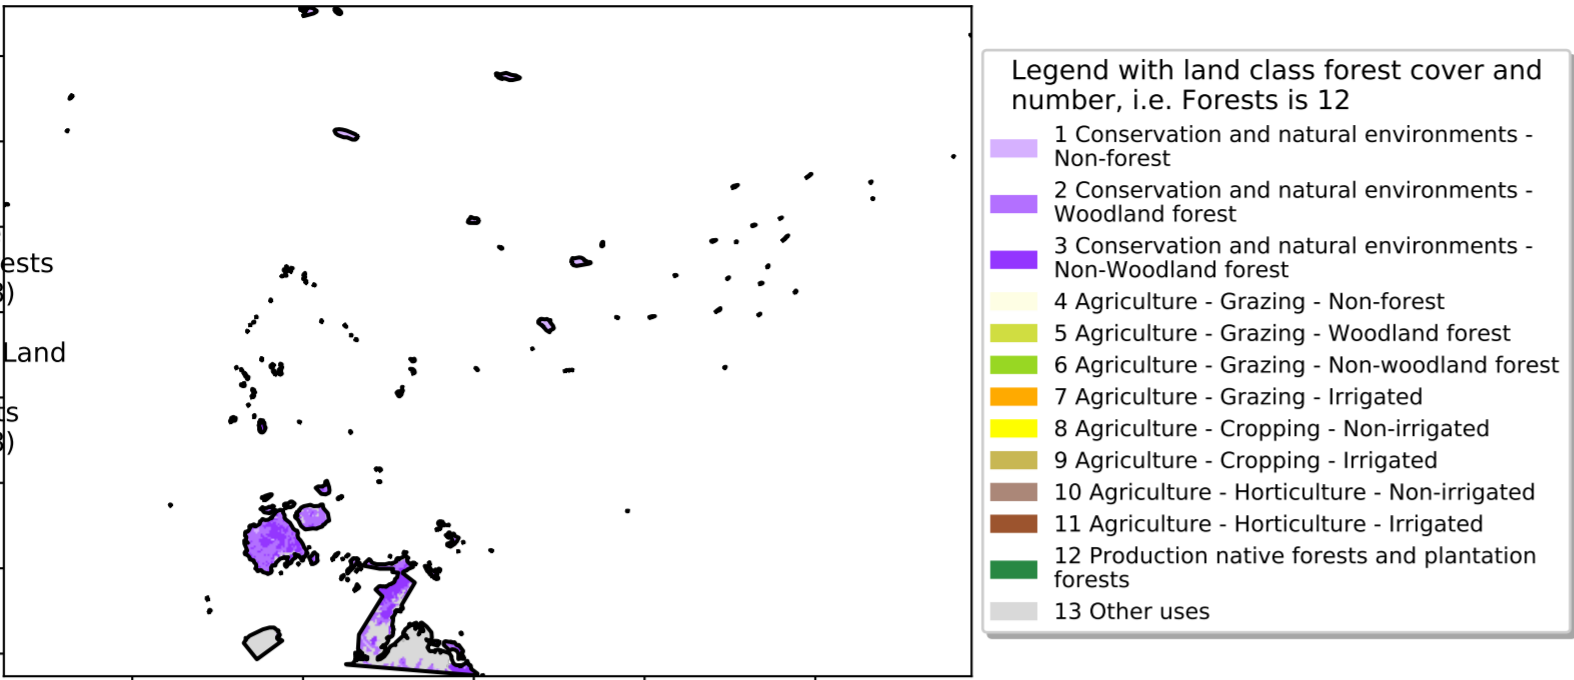 ests
)
Land
ts
)
Legend with land class forest cover and
number, i.e. Forests is 12
1 Conservation and natural environments -
Non-forest
2 Conservation and natural environments -
Woodland forest
3 Conservation and natural environments -
Non-Woodland forest
4 Agriculture - Grazing - Non-forest
5 Agriculture - Grazing - Woodland forest
6 Agriculture - Grazing - Non-woodland forest
7 Agriculture - Grazing - Irrigated
8 Agriculture - Cropping - Non-irrigated
9 Agriculture - Cropping - Irrigated
10 Agriculture - Horticulture - Non-irrigated
11 Agriculture - Horticulture - Irrigated
12 Production native forests and plantation
forests
13 Other uses